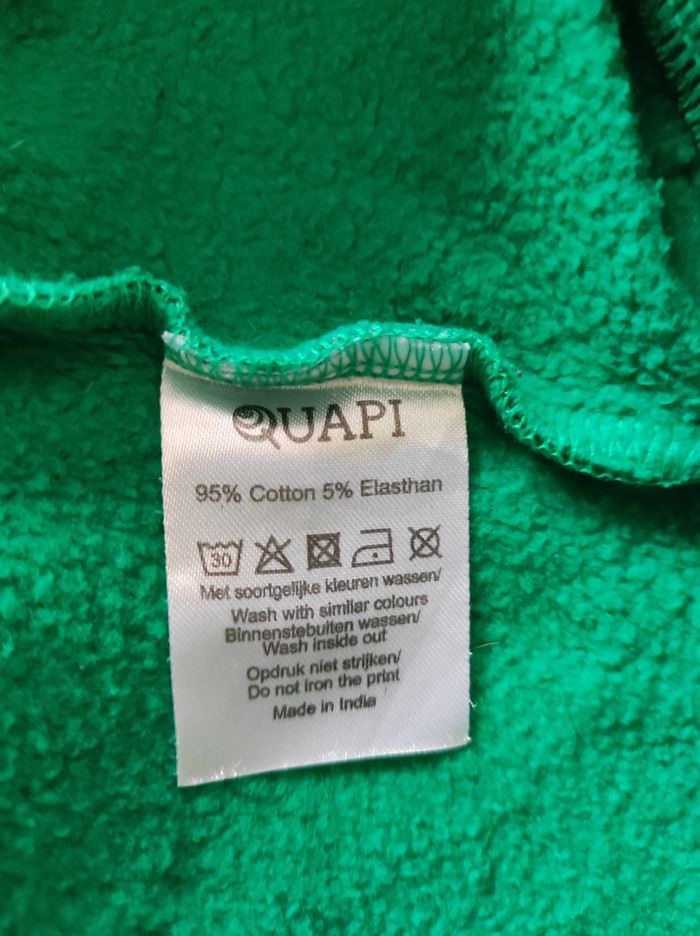 QUAPI
95% Cotton 5% Elasthan
30
Met soortgelijke kleuren wassen/
Wash with similar colours
Binnenstebuiten wassen/
Wash inside out
Opdruk niet strijken/
Do not iron the print
Made in India